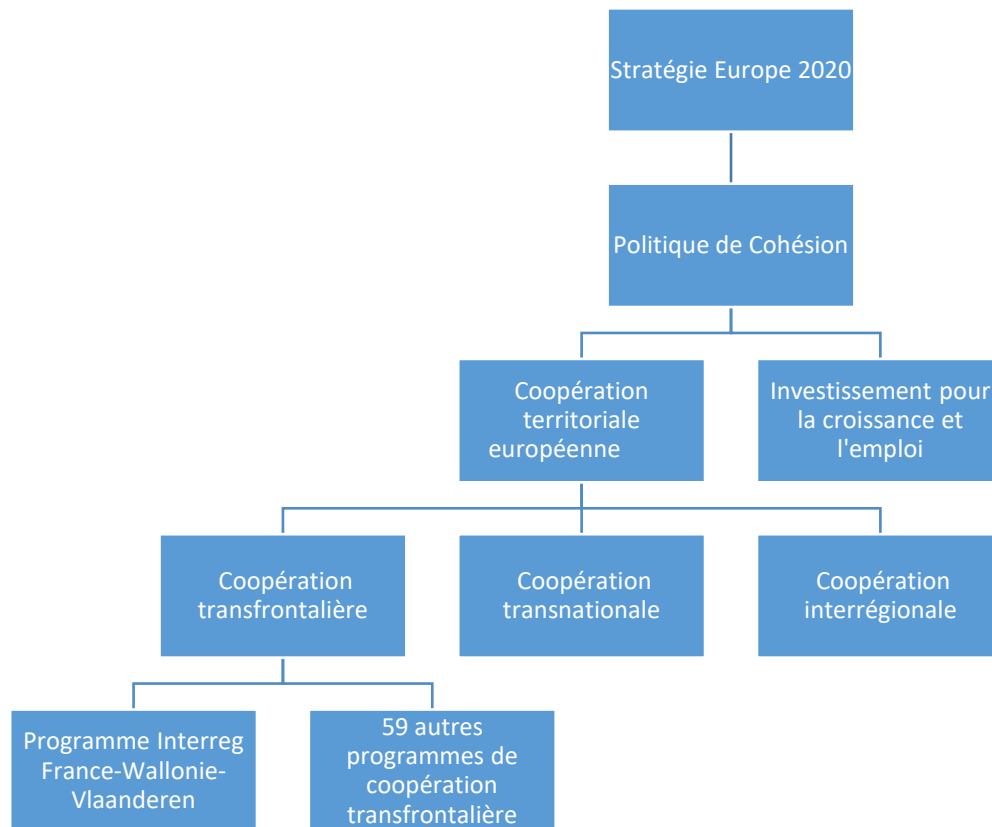 Stratégie Europe 2020
Politique de Cohésion
Coopération
territoriale
européenne
Investissement pour
la croissance et
l'emploi
Coopération
transfrontalière
Coopération
transnationale
Coopération
interrégionale
Programme Interreg
France-Wallonie-
Vlaanderen
59 autres
programmes de
coopération
transfrontalière